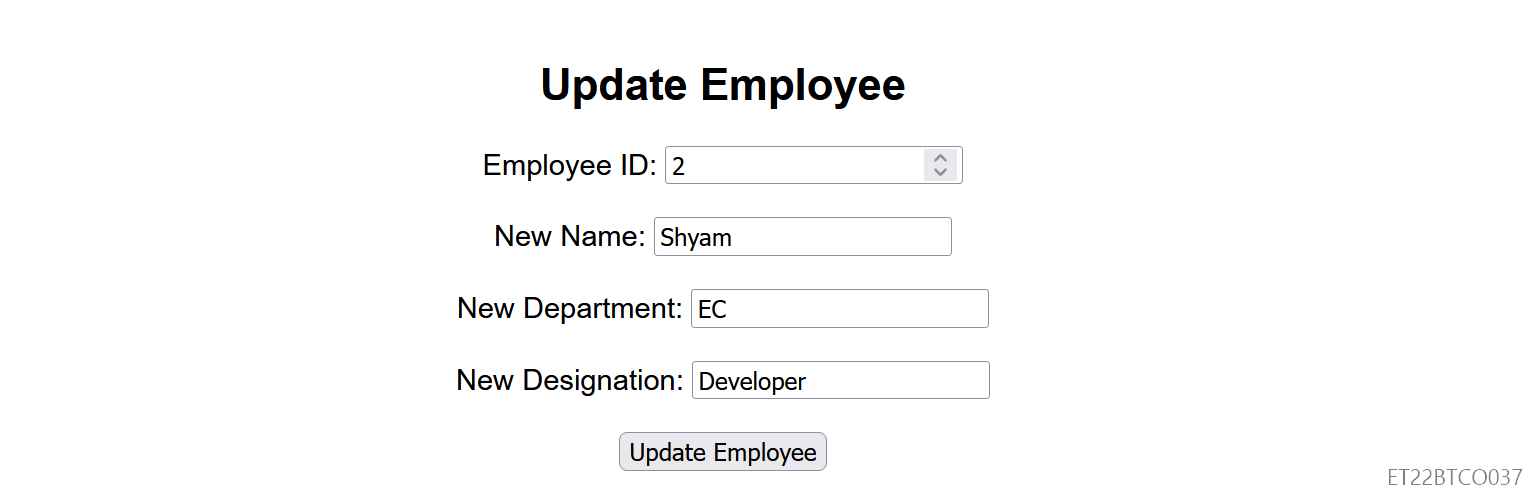 Update Employee
Employee ID: 2
New Name: Shyam
New Department: EC
New Designation: Developer
Update Employee
ET22BTCO037